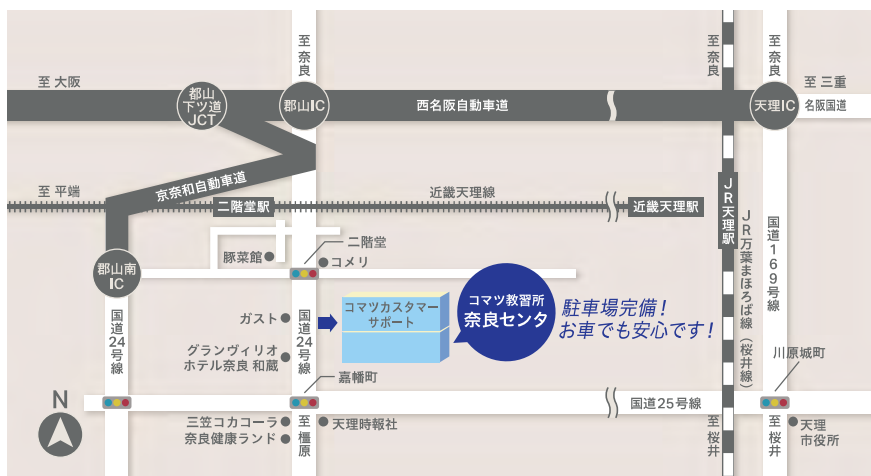 至 奈良
至 奈良
至 奈良
至 大阪
至 三重
郡山
下ツ道
JCT
郡山IC
西名阪自動車道
天理IC
名阪国道
京奈和自動車道
至 平端
二階堂駅
近畿天理線
近畿天理駅
JR天理駅
JR万葉まほろば線(桜井線)
国道169号線
二階堂
コメリ
豚菜館
郡山南
IC
国道24号線
国道24号線
ガスト
グランヴィリオ
ホテル奈良 和蔵
コマツカスタマー
サポート
コマツ教習所
奈良センタ
駐車場完備!
お車でも安心です!
嘉幡町
川原城町
国道25号線
N
三笠コカコーラ
奈良健康ランド
至 橿原
天理時報社
至 桜井
至 桜井
天理
市役所